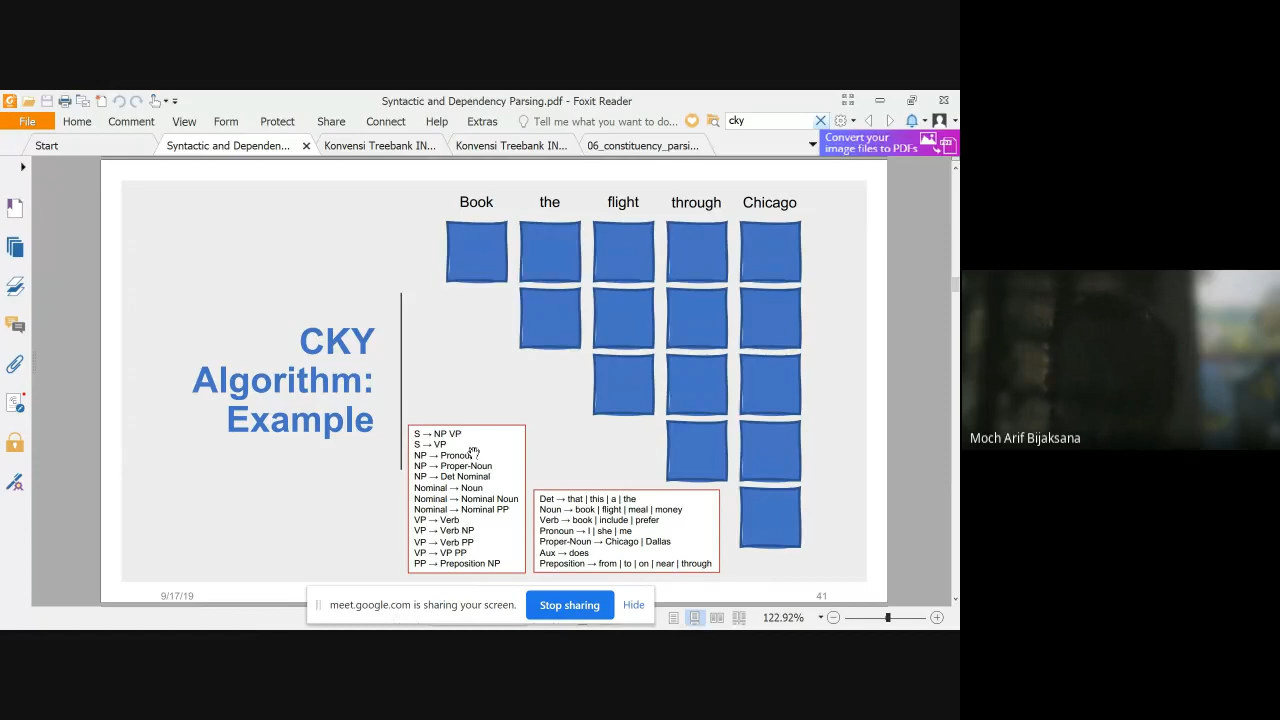 Syntactic and Dependency Parsing.pdf - Foxit Reader
File Home Comment View Form Protect Share Connect Help Extras Tell me what you want to do... cky
Start Syntactic and Dependen... Konvensi Treebank IN... Konvensi Treebank IN... 06_constituency_parsi...
Convert your
image files to PDFs
Book the flight through Chicago
CKY
Algorithm:
Example
S → NP VP
S → VP
NP → Pronoun
NP → Proper-Noun
NP → Det Nominal
Nominal → Noun
Nominal → Nominal Noun
Nominal → Nominal PP
VP → Verb
VP → Verb NP
VP → Verb PP
VP → VP PP
PP → Preposition NP
Det → that | this | a | the
Noun → book | flight | meal | money
Verb → book | include | prefer
Pronoun → I | she | me
Proper-Noun → Chicago | Dallas
Aux → does
Preposition → from | to | on | near | through
9/17/19
41
meet.google.com is sharing your screen. Stop sharing Hide
122.92%
Moch Arif Bijaksana